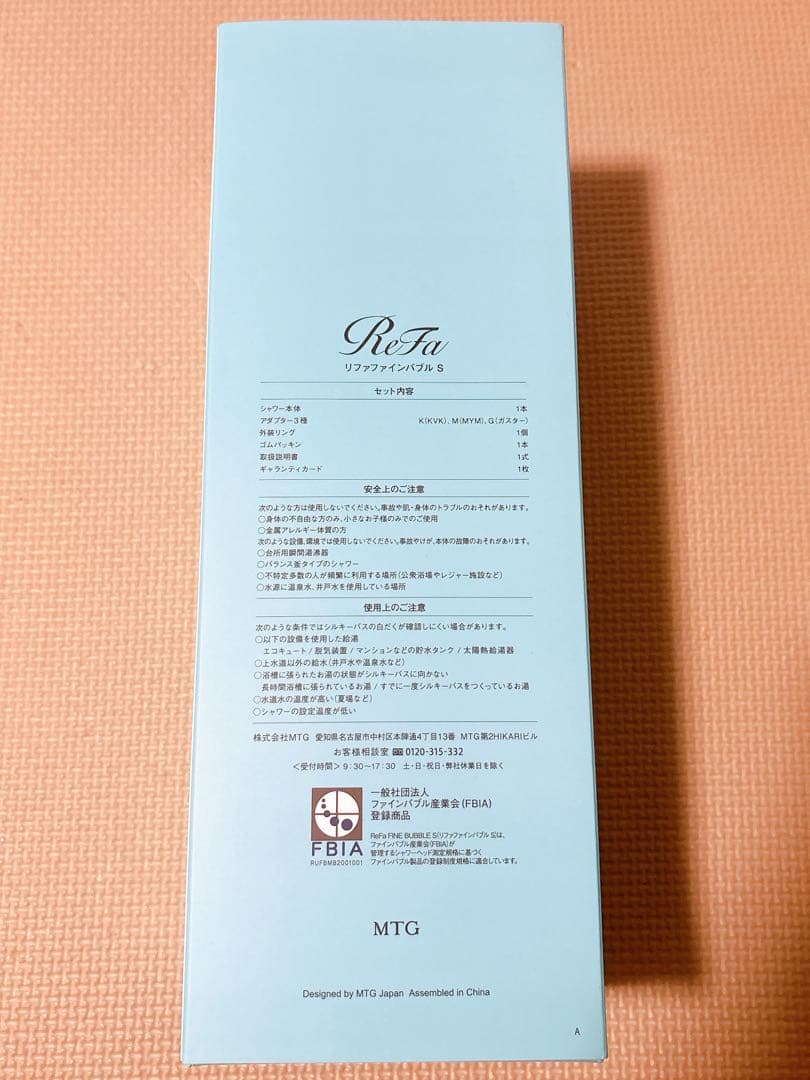 ReFa
リファファインバブル S
セット内容
シャワー本体 1本
アダプター3種 K(KVK)、M(MYM)、G(ガスター)
外装リング 1個
ゴムパッキン 1本
取扱説明書 1式
ギャランティカード 1枚
安全上のご注意
次のような方は使用しないでください。事故や肌・身体のトラブルのおそれがあります。
○身体の不自由な方のみ、小さなお子様のみでのご使用
○金属アレルギー体質の方
次のような設備、環境では使用しないでください。事故やけが、本体の故障のおそれがあります。
○台所用瞬間湯沸器
○バランス釜タイプのシャワー
○不特定多数の人が頻繁に利用する場所(公衆浴場やレジャー施設など)
○水源に温泉水、井戸水を使用している場所
使用上のご注意
次のような条件ではシルキーバスの白だくが確認しにくい場合があります。
○以下の設備を使用した給湯
エコキュート / 脱気装置 / マンションなどの貯水タンク / 太陽熱給湯器
○上水道以外の給水(井戸水や温泉水など)
○浴槽に張られたお湯の状態がシルキーバスに向かない
長時間浴槽に張られているお湯 / すでに一度シルキーバスをつくっているお湯
○水道水の温度が高い(夏場など)
○シャワーの設定温度が低い
株式会社MTG 愛知県名古屋市中村区本陣通4丁目13番 MTG第2HIKARIビル
お客様相談室 0120-315-332
<受付時間> 9:30〜17:30 土・日・祝日・弊社休業日を除く
一般社団法人
ファインバブル産業会(FBIA)
登録商品
FBIA
RUFBMB2001001
ReFa FINE BUBBLE S(リファファインバブル S)は、
ファインバブル産業会(FBIA)が
管理するシャワーヘッド測定規格に基づく
ファインバブル製品の登録制度規格に適合しています。
MTG
Designed by MTG Japan Assembled in China
A